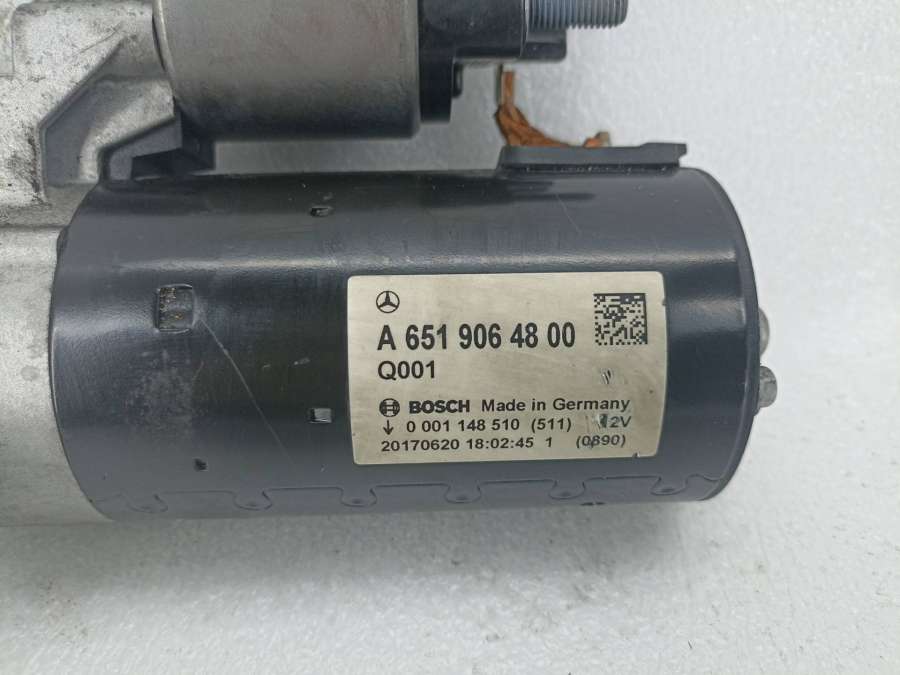 A 651 906 48 00
Q001
BOSCH Made in Germany
↓ 0 001 148 510 (511) 12V
20170620 18:02:45 1 (0890)